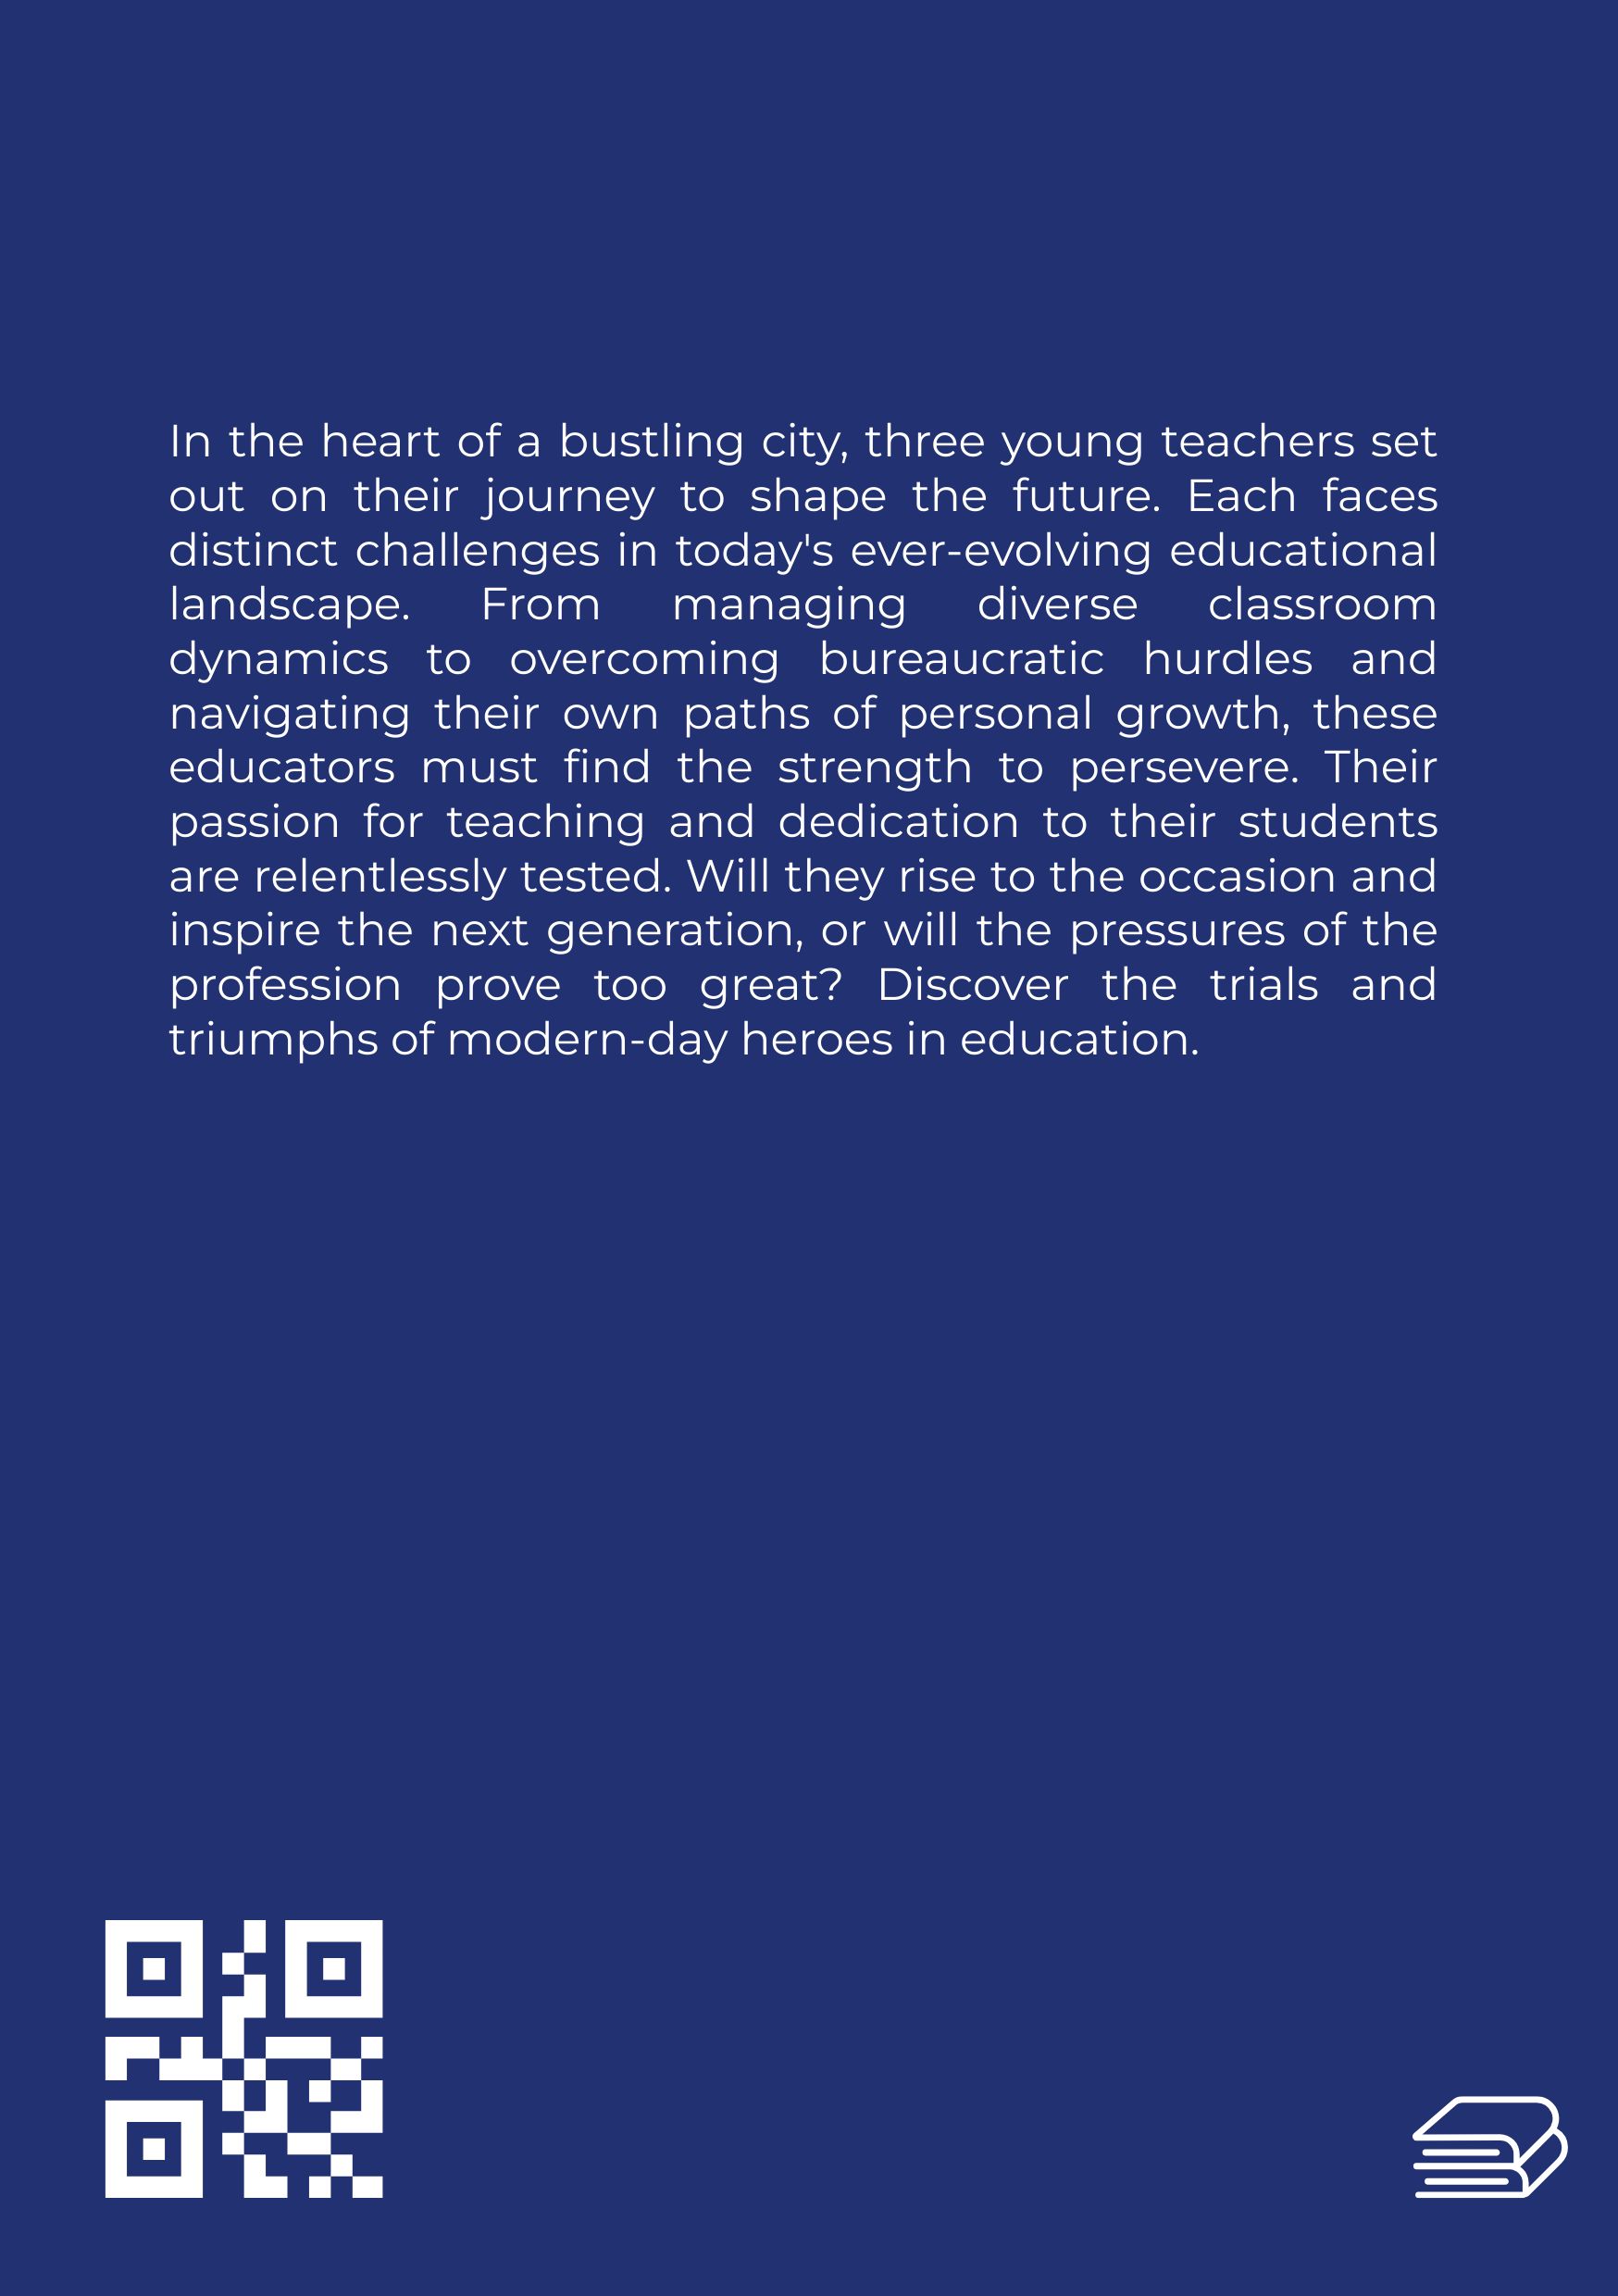 In the heart of a bustling city, three young teachers set
out on their journey to shape the future. Each faces
distinct challenges in today's ever-evolving educational
landscape. From managing diverse classroom
dynamics to overcoming bureaucratic hurdles and
navigating their own paths of personal growth, these
educators must find the strength to persevere. Their
passion for teaching and dedication to their students
are relentlessly tested. Will they rise to the occasion and
inspire the next generation, or will the pressures of the
profession prove too great? Discover the trials and
triumphs of modern-day heroes in education.